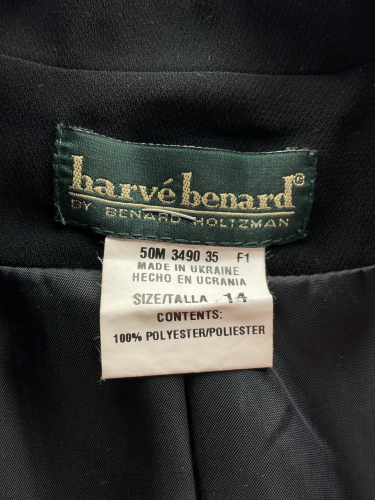 harvé benard®
BY BENARD HOLTZMAN
50M 3490 35 F1
MADE IN UKRAINE
HECHO EN UCRANIA
SIZE/TALLA 14
CONTENTS:
100% POLYESTER/POLIESTER